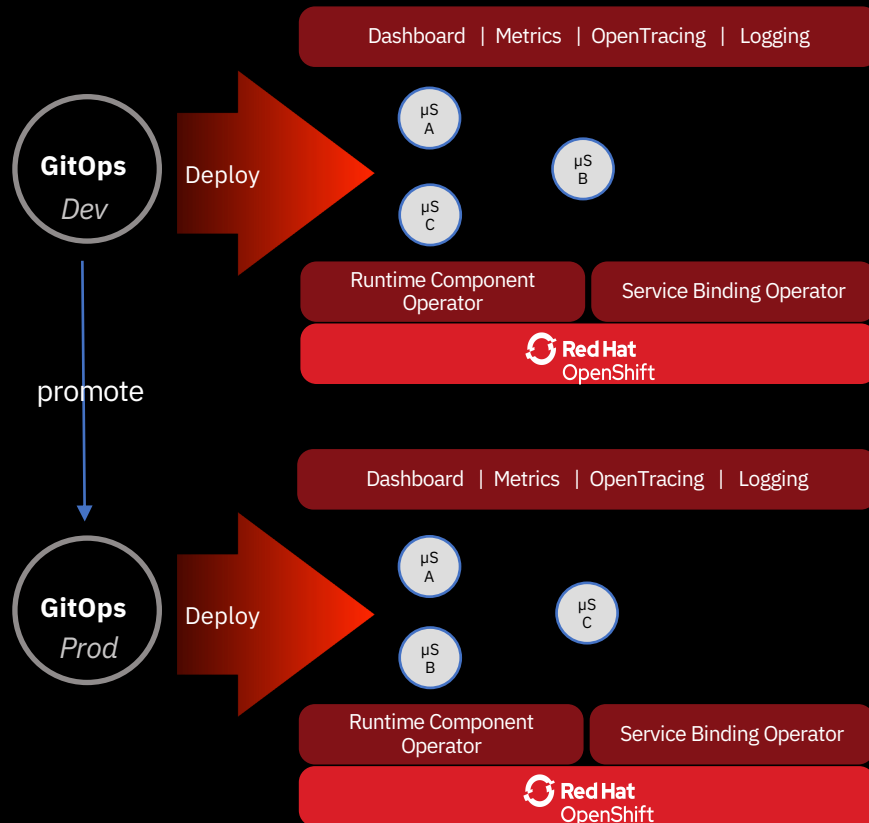 Dashboard | Metrics | OpenTracing | Logging
µS
A
GitOps
Dev
Deploy
µS
B
µS
C
Runtime Component
Operator
Service Binding Operator
Red Hat
OpenShift
promote
Dashboard | Metrics | OpenTracing | Logging
µS
A
GitOps
Prod
Deploy
µS
C
µS
B
Runtime Component
Operator
Service Binding Operator
Red Hat
OpenShift